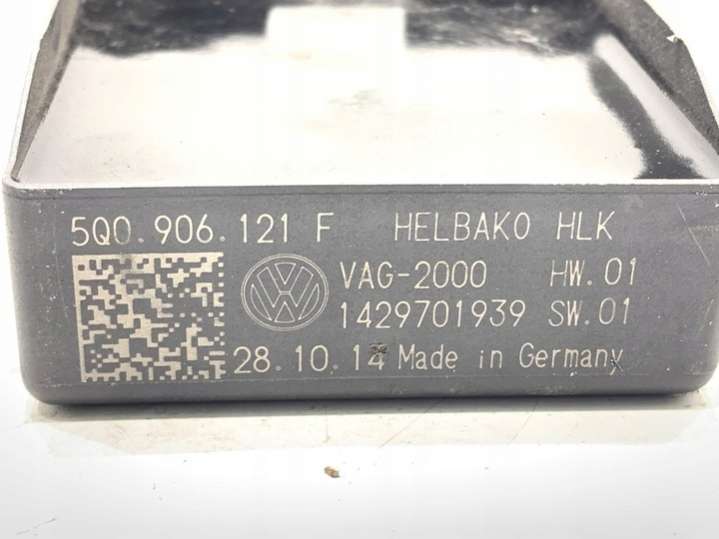 5Q0.906.121 F HELBAKO HLK
VAG-2000 HW.01
1429701939 SW.01
28.10.14 Made in Germany